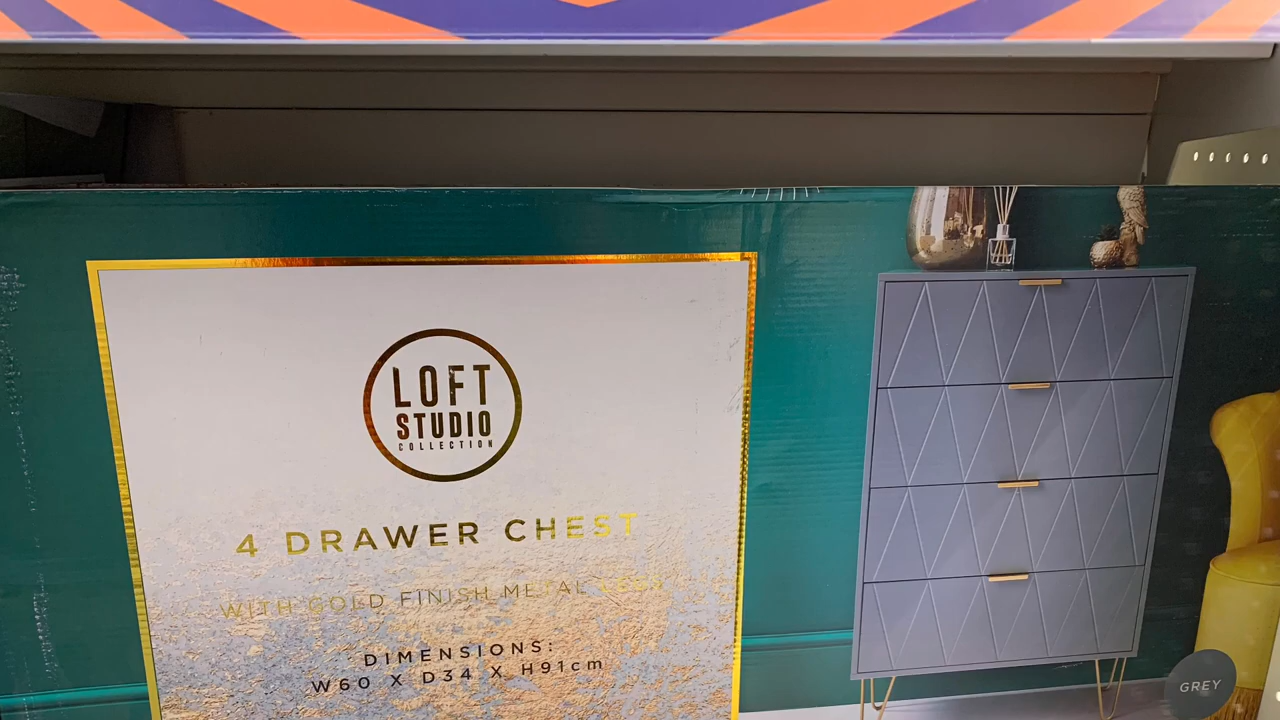 LOFT
STUDIO
COLLECTION
4 DRAWER CHEST
WITH GOLD FINISH METAL LEGS
DIMENSIONS:
W60 X D34 X H91cm
GREY